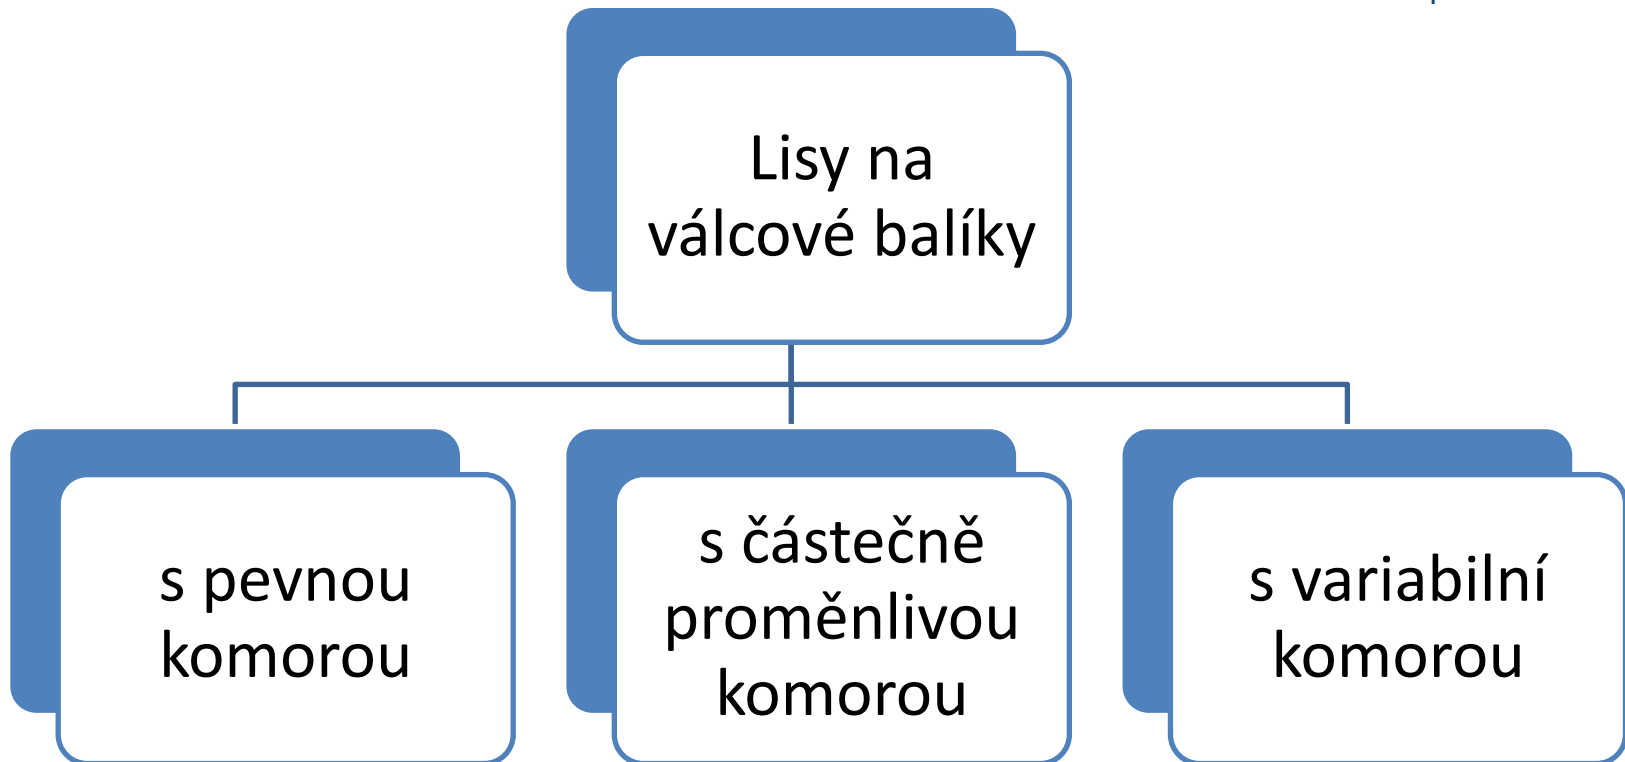 Lisy na
válcové balíky
s pevnou
komorou
s částečně
proměnlivou
komorou
s variabilní
komorou